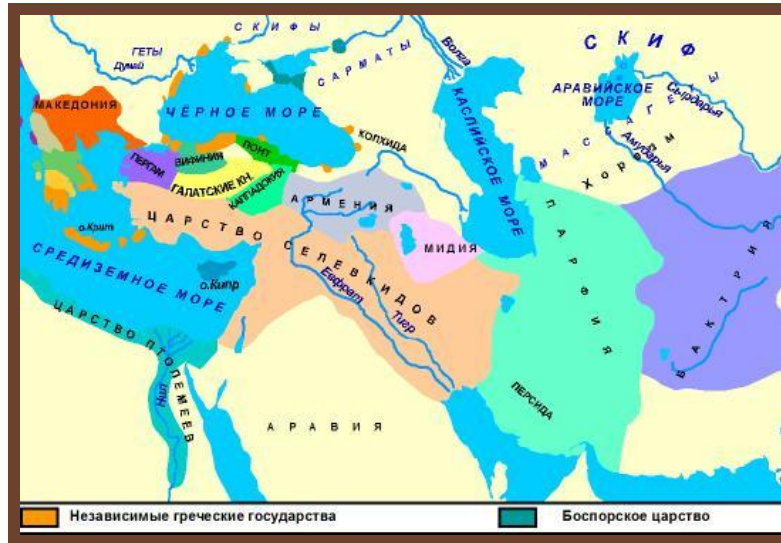 СКИФЫ
ГЕТЫ
Дунай
САРМАТЫ
Волга
СКИФ
АРАВИЙСКОЕ
МОРЕ
Сырдарья
МАССАГЕТЫ
Амударья
Хорезм
МАКЕДОНИЯ
ЧЁРНОЕ МОРЕ
КАСПИЙСКОЕ МОРЕ
КОЛХИДА
ПОНТ
ВИФИНИЯ
ПЕРГАМ
ГАЛАТСКИЕ КН.
КАППАДОКИЯ
АРМЕНИЯ
МИДИЯ
ПАРФИЯ
БАКТРИЯ
ЦАРСТВО СЕЛЕВКИДОВ
о.Крит
СРЕДИЗЕМНОЕ МОРЕ
о.Кипр
Евфрат
Тигр
ЦАРСТВО ПТОЛЕМЕЕВ
Нил
ПЕРСИДА
АРАВИЯ
Независимые греческие государства
Боспорское царство